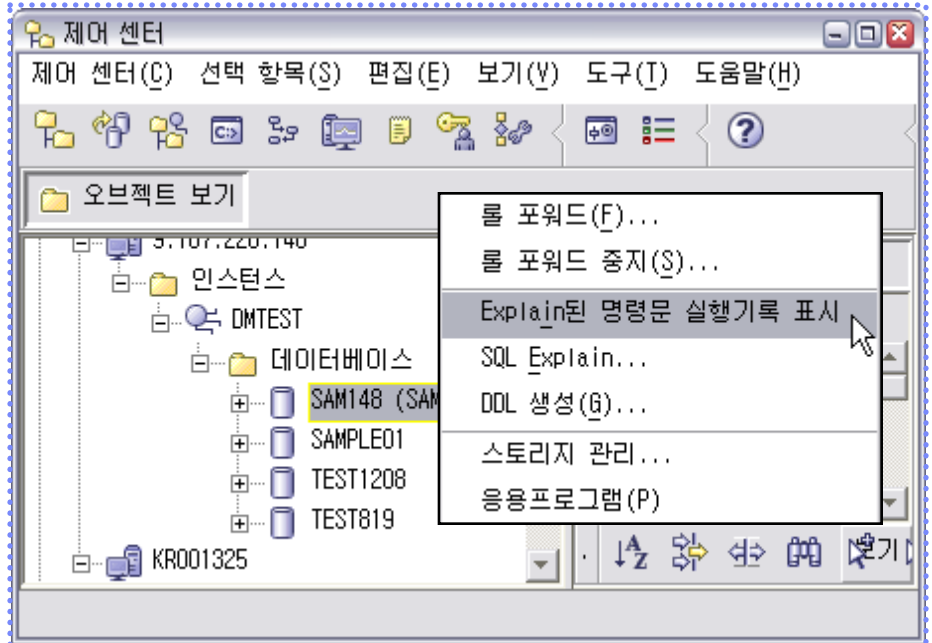 제어 센터
제어 센터(C) 선택 항목(S) 편집(E) 보기(V) 도구(T) 도움말(H)
오브젝트 보기
인스턴스
DMTEST
데이터베이스
SAM148 (SAM
SAMPLE01
TEST1208
TEST819
KR001325
롤 포워드(F)...
롤 포워드 중지(S)...
Explain된 명령문 실행기록 표시
SQL Explain...
DDL 생성(G)...
스토리지 관리...
응용프로그램(P)
보기